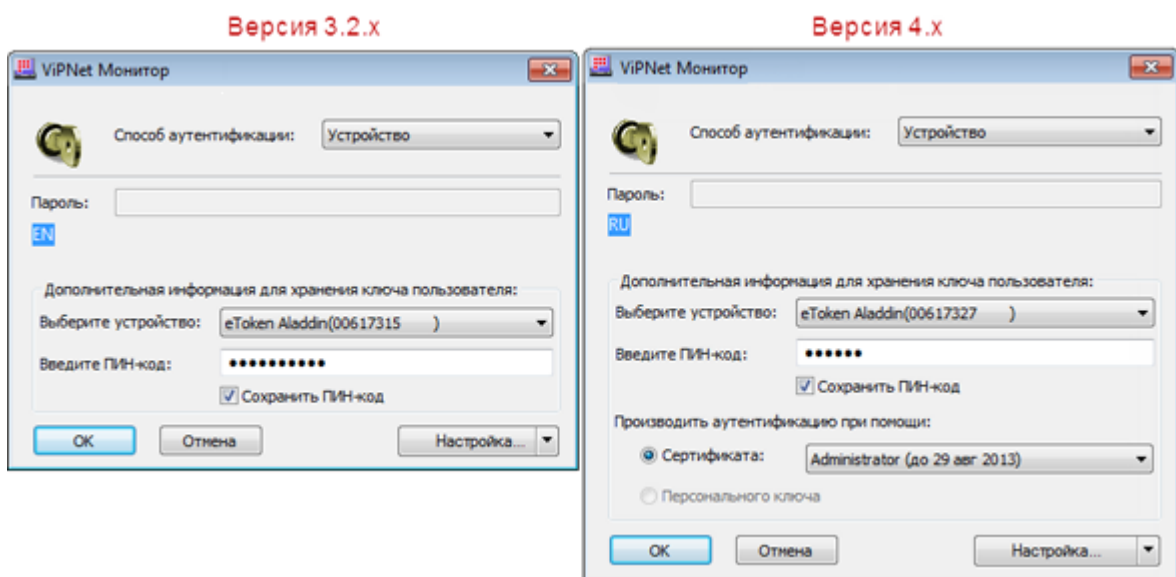 Версия 3.2.x
ViPNet Монитор
Способ аутентификации: Устройство
Пароль:
EN
Дополнительная информация для хранения ключа пользователя:
Выберите устройство: eToken Aladdin(00617315 )
Введите ПИН-код: ••••••••••
Сохранить ПИН-код
OK Отмена Настройка...
Версия 4.x
ViPNet Монитор
Способ аутентификации: Устройство
Пароль:
RU
Дополнительная информация для хранения ключа пользователя:
Выберите устройство: eToken Aladdin(00617327 )
Введите ПИН-код: ••••••
Сохранить ПИН-код
Производить аутентификацию при помощи:
Сертификата: Administrator (до 29 авг 2013)
Персонального ключа
OK Отмена Настройка...